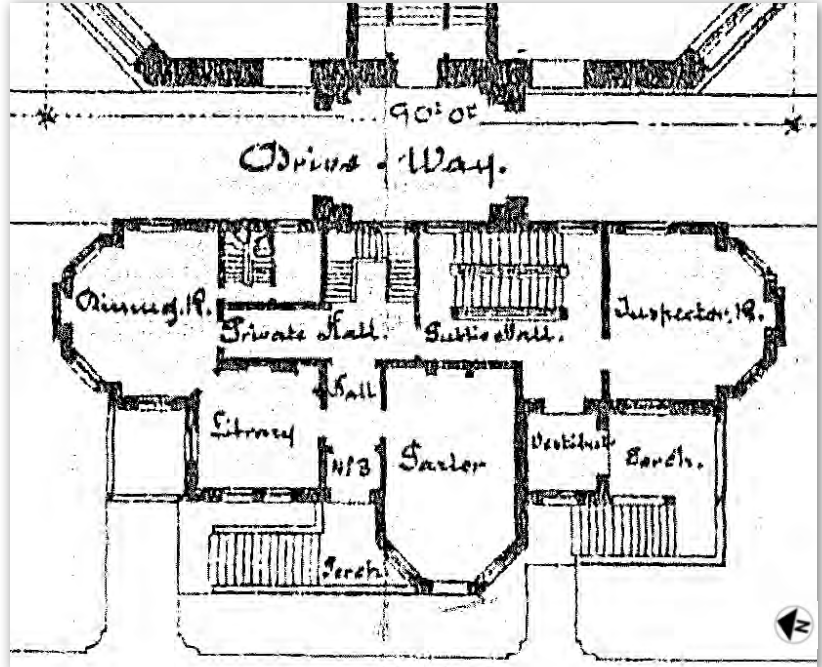 90' 0"
Drive-Way.
Dining. R.
Private Hall.
Public Hall.
Inspector, R.
Hall
Library
Parlor
Vestibule
Porch.
Porch
N